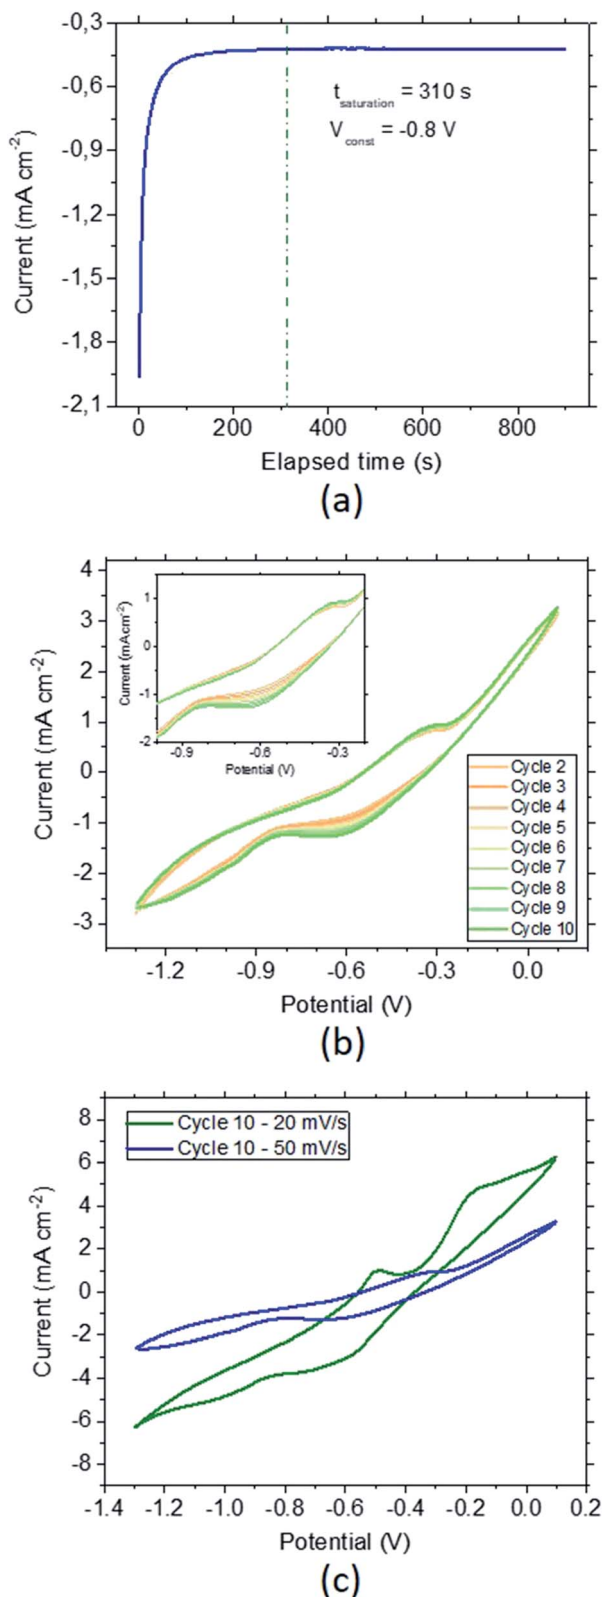 -0,3
-0,6
-0,9
-1,2
-1,5
-1,8
-2,1
Current (mA cm-2)
tsaturation = 310 s
Vconst = -0.8 V
0 200 400 600 800
Elapsed time (s)
(a)
4
3
2
1
0
-1
-2
-3
Current (mA cm-2)
1
0
-1
-2
Current (mAcm-2)
-0.9 -0.6 -0.3
Potential (V)
Cycle 2
Cycle 3
Cycle 4
Cycle 5
Cycle 6
Cycle 7
Cycle 8
Cycle 9
Cycle 10
-1.2 -0.9 -0.6 -0.3 0.0
Potential (V)
(b)
8
6
4
2
0
-2
-4
-6
-8
Current (mA cm-2)
Cycle 10 - 20 mV/s
Cycle 10 - 50 mV/s
-1.4 -1.2 -1.0 -0.8 -0.6 -0.4 -0.2 0.0 0.2
Potential (V)
(c)